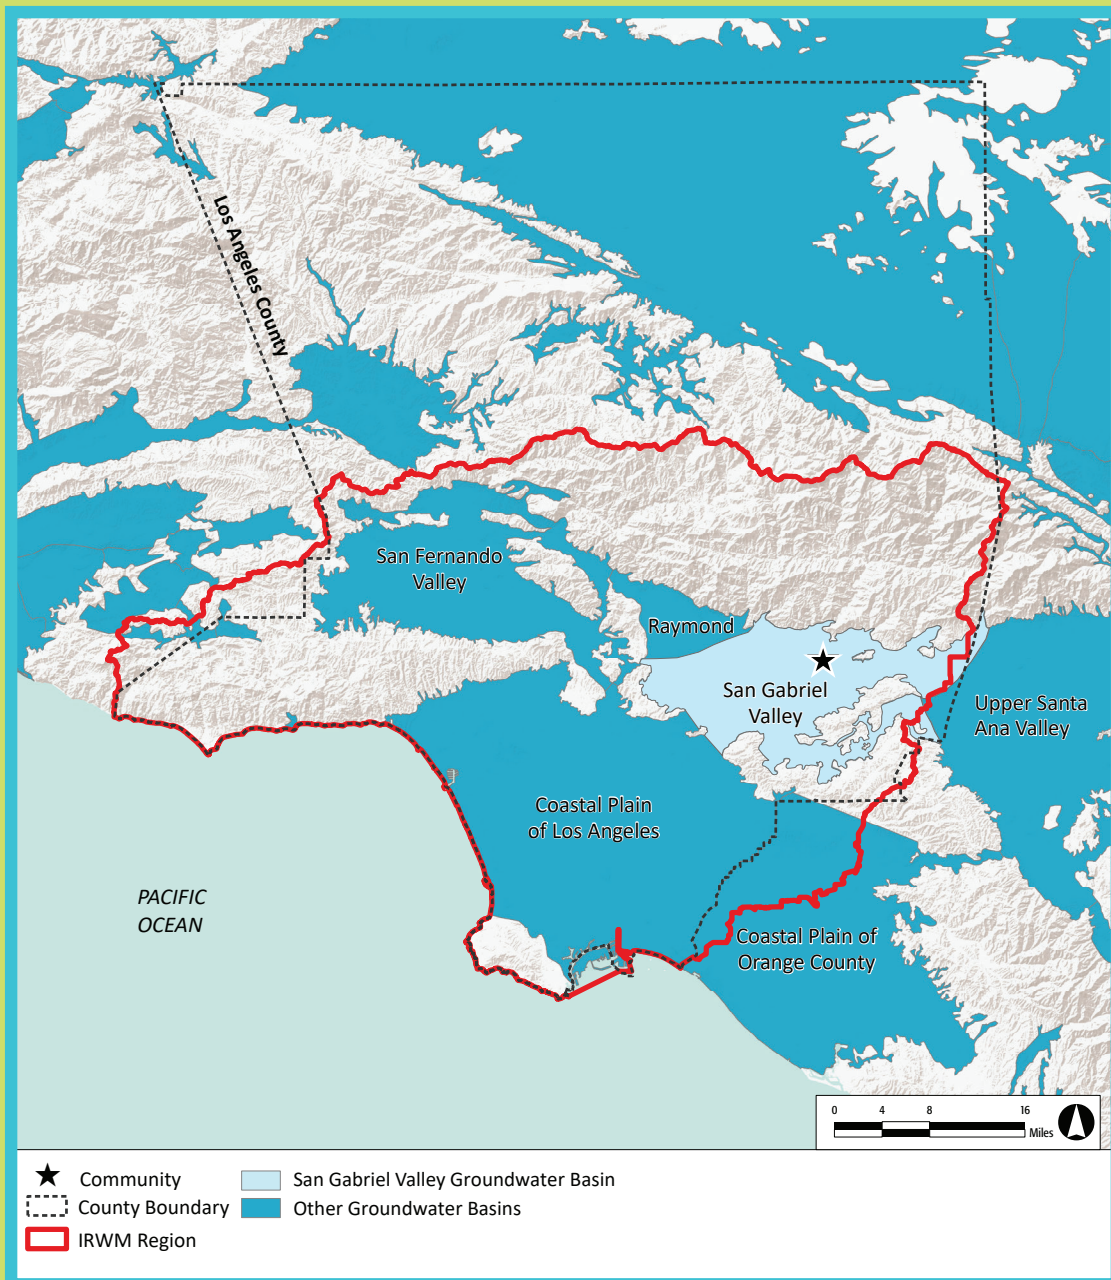 Los Angeles County
San Fernando
Valley
Raymond
San Gabriel
Valley
Upper Santa
Ana Valley
Coastal Plain
of Los Angeles
PACIFIC
OCEAN
Coastal Plain of
Orange County
0 4 8 16
Miles
Community
County Boundary
IRWM Region
San Gabriel Valley Groundwater Basin
Other Groundwater Basins